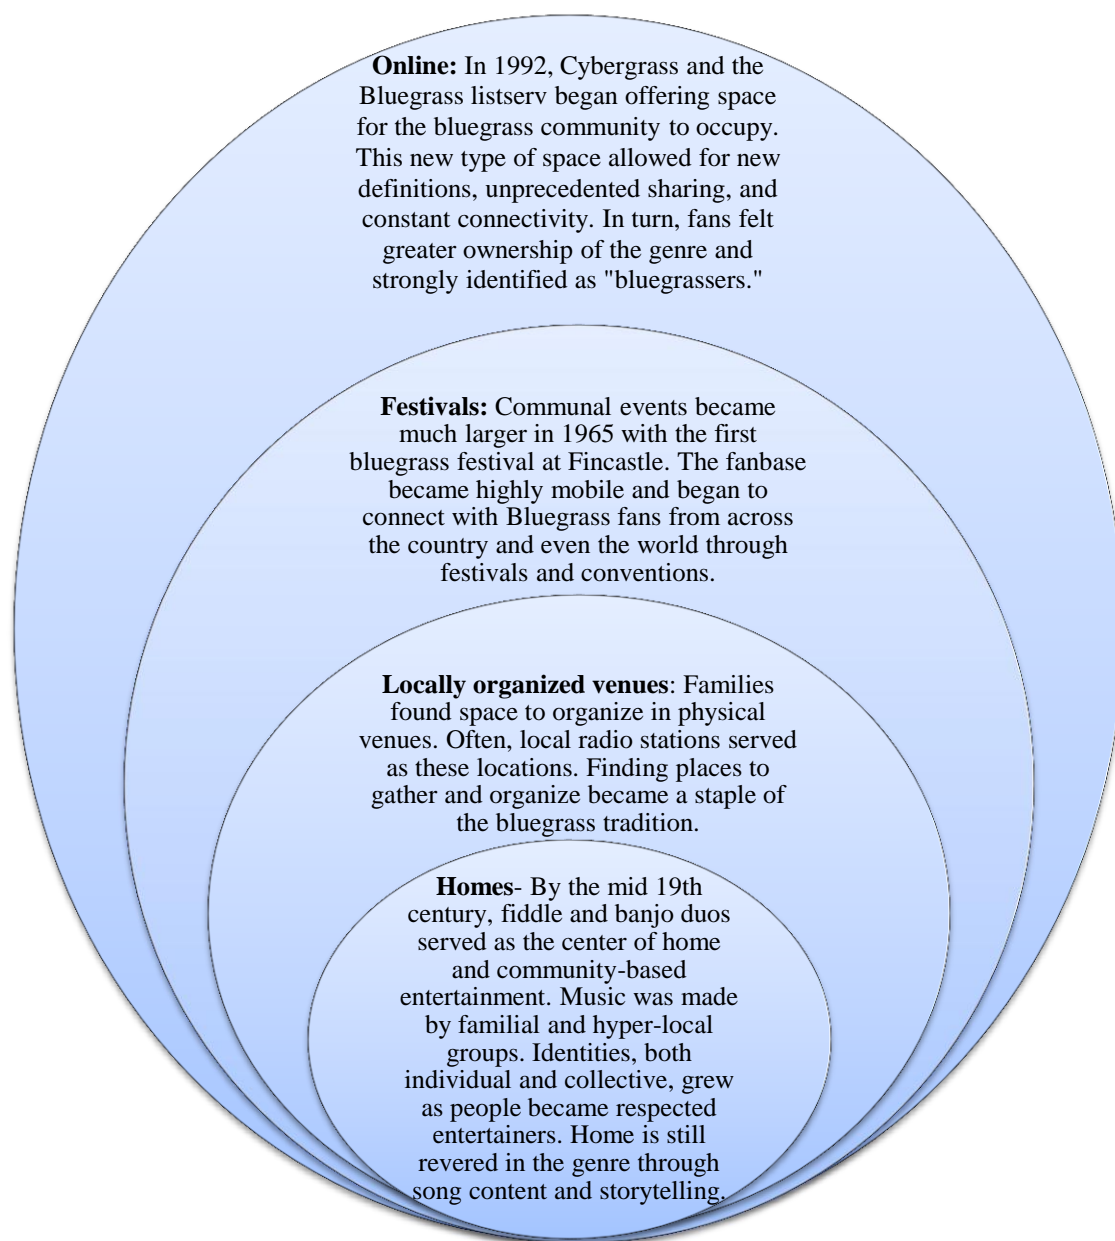 Online: In 1992, Cybergrass and the
Bluegrass listserv began offering space
for the bluegrass community to occupy.
This new type of space allowed for new
definitions, unprecedented sharing, and
constant connectivity. In turn, fans felt
greater ownership of the genre and
strongly identified as "bluegrassers."
Festivals: Communal events became
much larger in 1965 with the first
bluegrass festival at Fincastle. The fanbase
became highly mobile and began to
connect with Bluegrass fans from across
the country and even the world through
festivals and conventions.
Locally organized venues: Families
found space to organize in physical
venues. Often, local radio stations served
as these locations. Finding places to
gather and organize became a staple of
the bluegrass tradition.
Homes- By the mid 19th
century, fiddle and banjo duos
served as the center of home
and community-based
entertainment. Music was made
by familial and hyper-local
groups. Identities, both
individual and collective, grew
as people became respected
entertainers. Home is still
revered in the genre through
song content and storytelling.